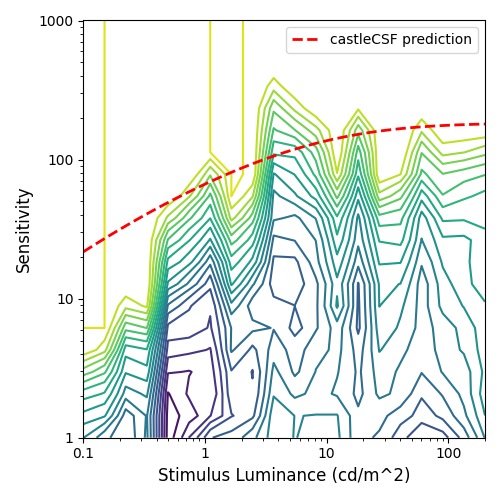 1000
castleCSF prediction
100
Sensitivity
10
1
0.1 1 10 100
Stimulus Luminance (cd/m^2)